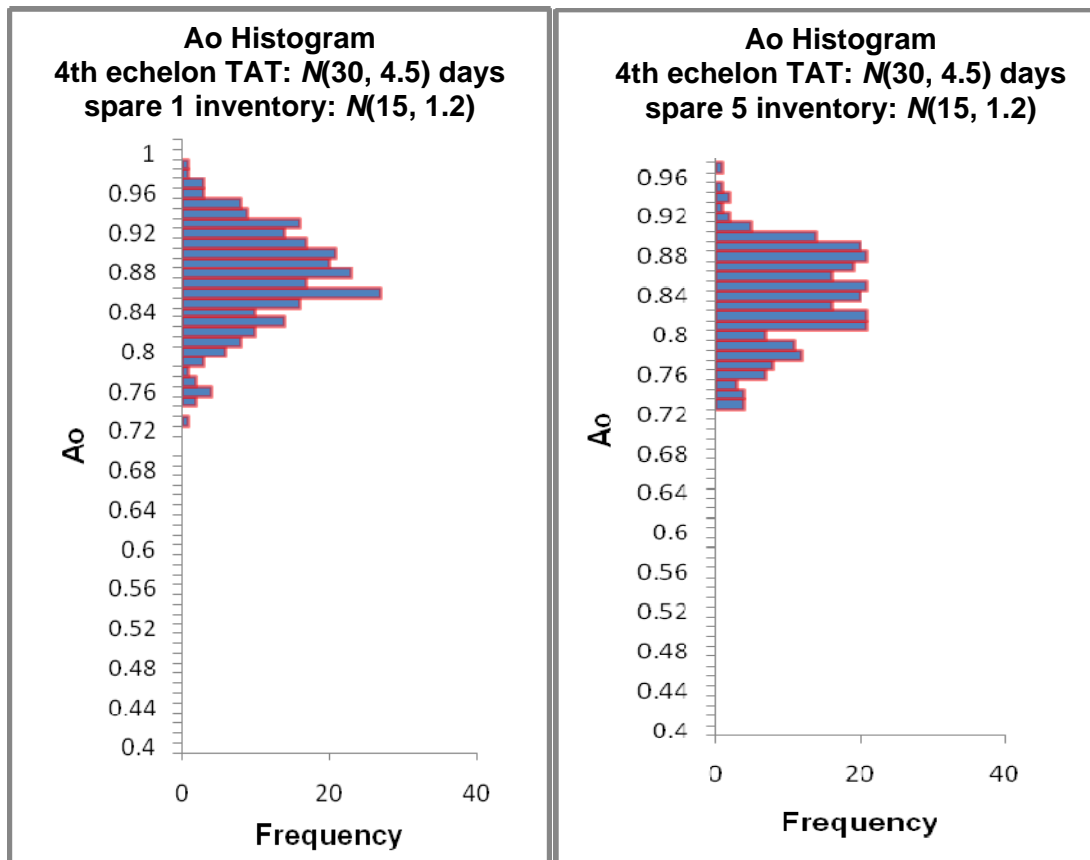 Ao Histogram
4th echelon TAT: N(30, 4.5) days
spare 1 inventory: N(15, 1.2)
1
0.96
0.92
0.88
0.84
0.8
0.76
0.72
0.68
0.64
0.6
0.56
0.52
0.48
0.44
0.4
Ao
0 20 40
Frequency
Ao Histogram
4th echelon TAT: N(30, 4.5) days
spare 5 inventory: N(15, 1.2)
0.96
0.92
0.88
0.84
0.8
0.76
0.72
0.68
0.64
0.6
0.56
0.52
0.48
0.44
0.4
Ao
0 20 40
Frequency